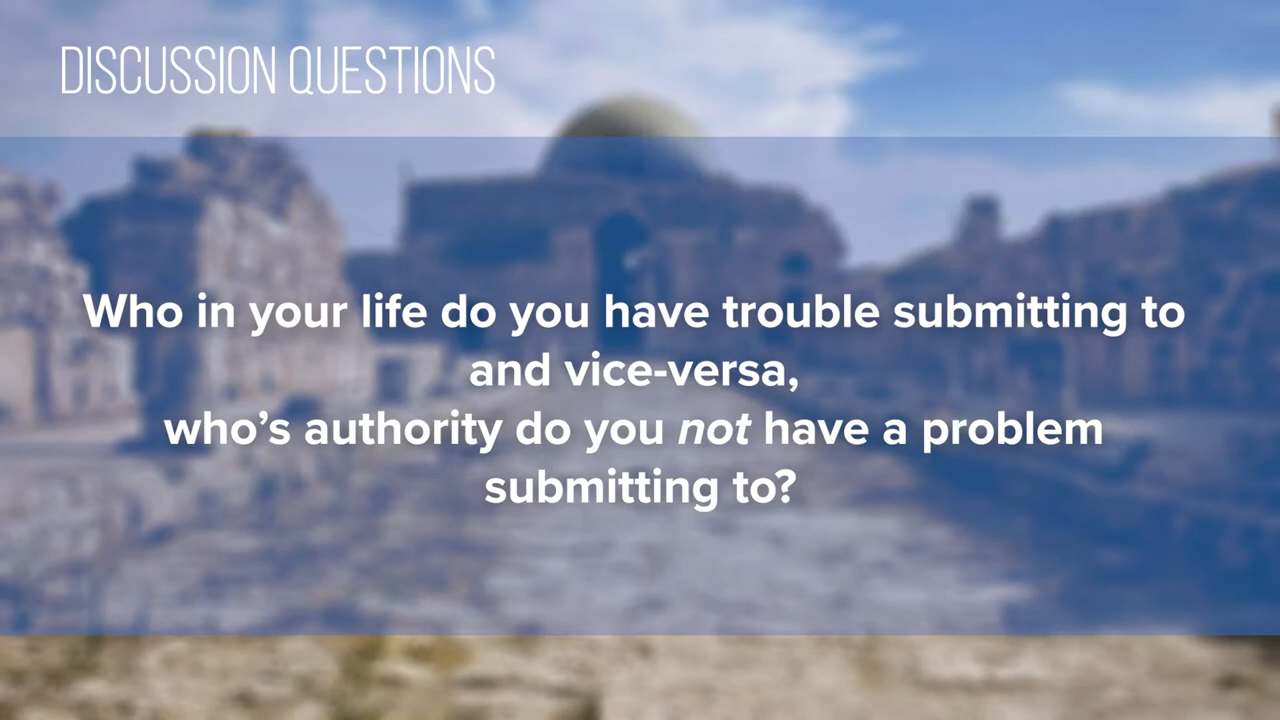 DISCUSSION QUESTIONS
Who in your life do you have trouble submitting to
and vice-versa,
who’s authority do you not have a problem
submitting to?